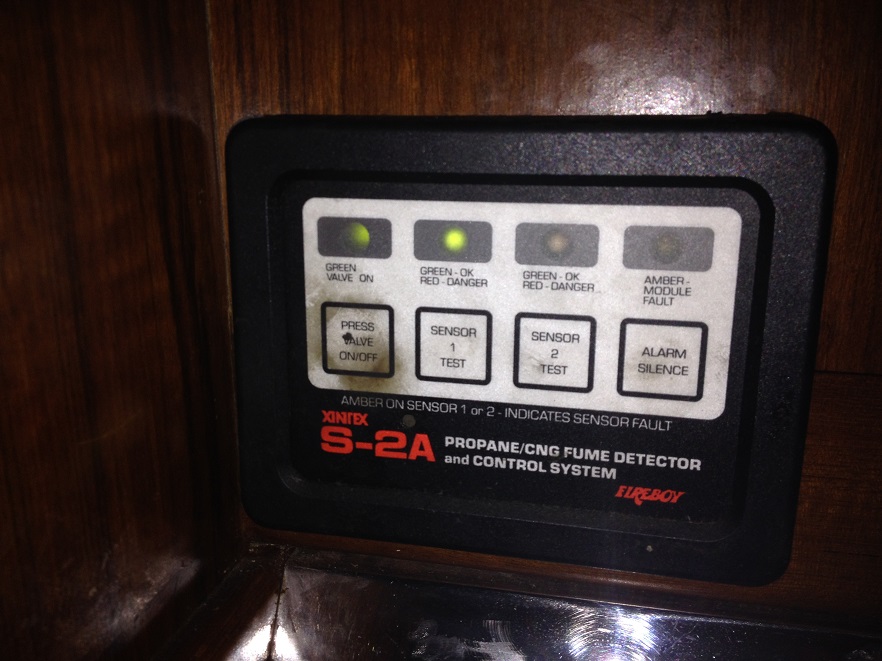 GREEN
VALVE ON
GREEN - OK
RED - DANGER
GREEN - OK
RED - DANGER
AMBER -
MODULE
FAULT
PRESS
VALVE
ON/OFF
SENSOR
1
TEST
SENSOR
2
TEST
ALARM
SILENCE
AMBER ON SENSOR 1 or 2 - INDICATES SENSOR FAULT
XINTEX
S-2A
PROPANE/CNG FUME DETECTOR
and CONTROL SYSTEM
FIREBOY